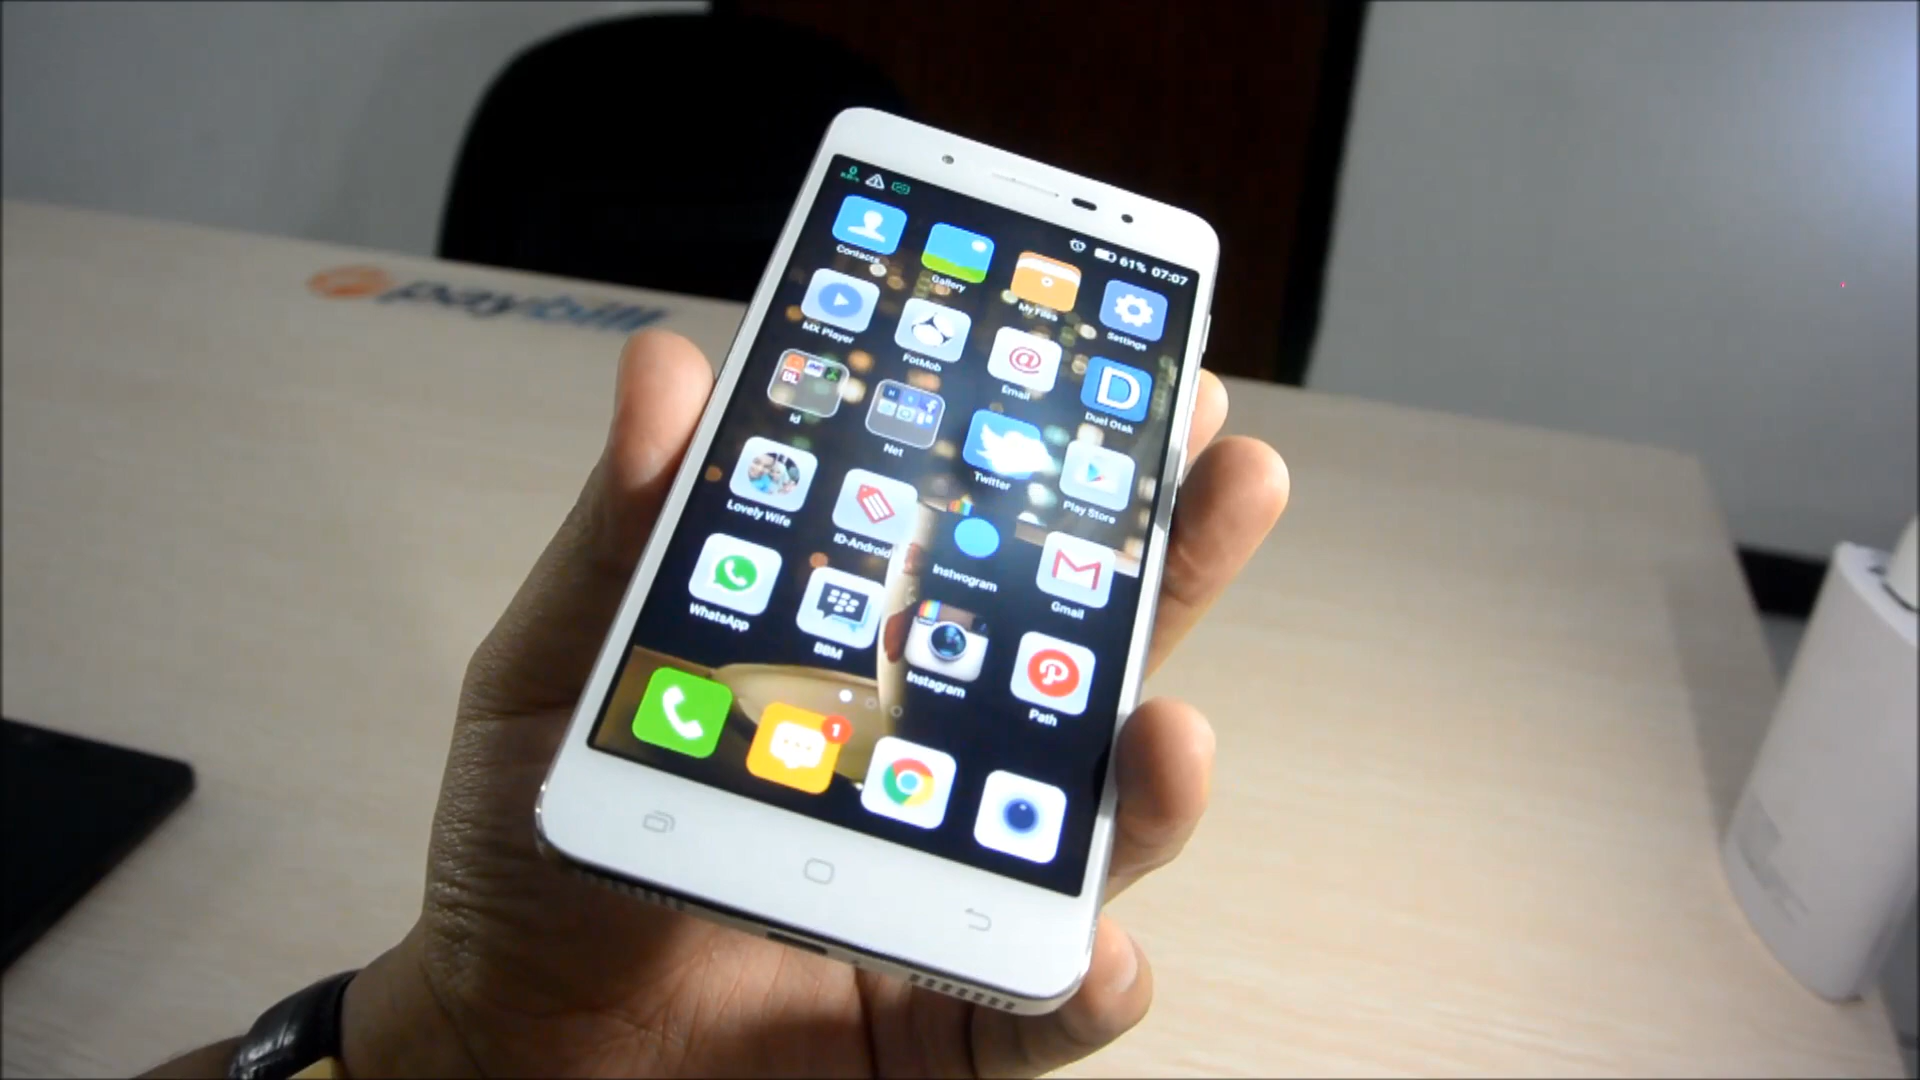 paybill
61% 07:07
Contacts
Gallery
My Files
Settings
MX Player
FotMob
Email
Duel Otak
Id
Net
Twitter
Play Store
Lovely Wife
ID-Android
Instwogram
Gmail
WhatsApp
BBM
Instagram
Path
1